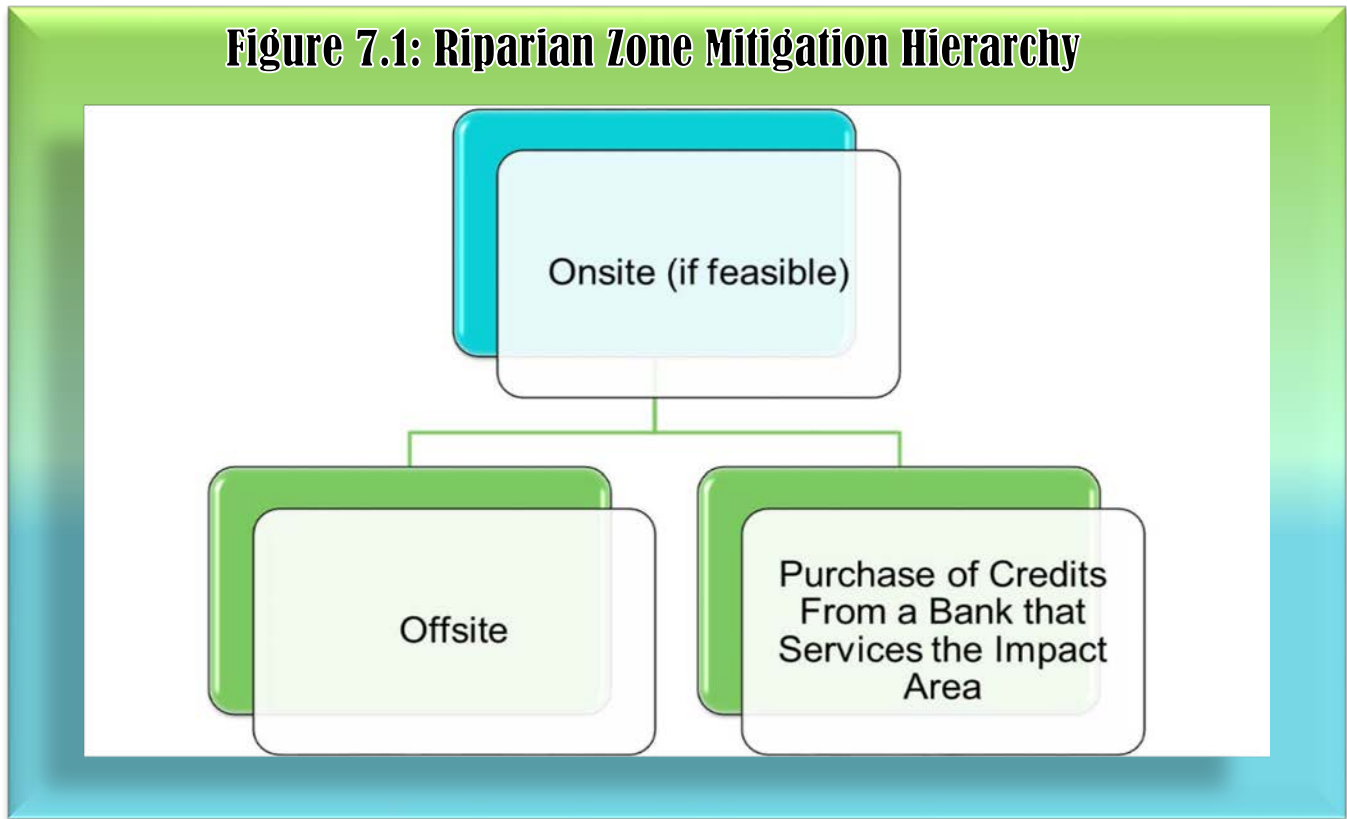 Figure 7.1: Riparian Zone Mitigation Hierarchy
Onsite (if feasible)
Offsite
Purchase of Credits
From a Bank that
Services the Impact
Area